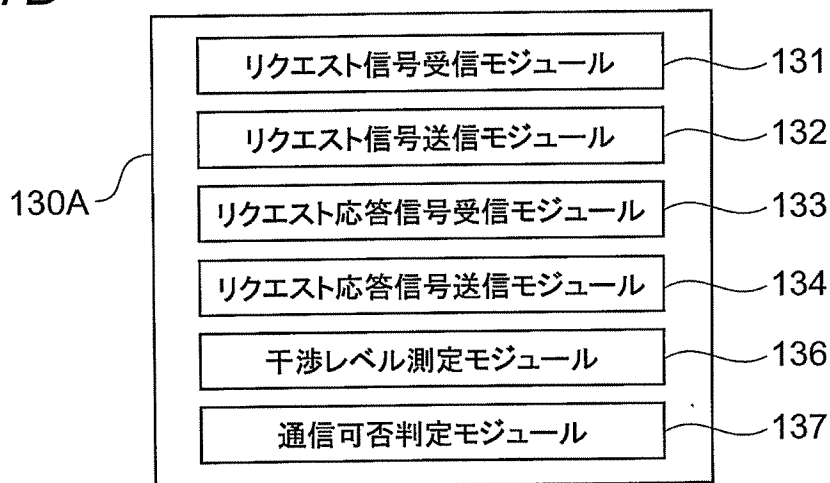 リクエスト信号受信モジュール 131
リクエスト信号送信モジュール 132
130A
リクエスト応答信号受信モジュール 133
リクエスト応答信号送信モジュール 134
干渉レベル測定モジュール 136
通信可否判定モジュール 137